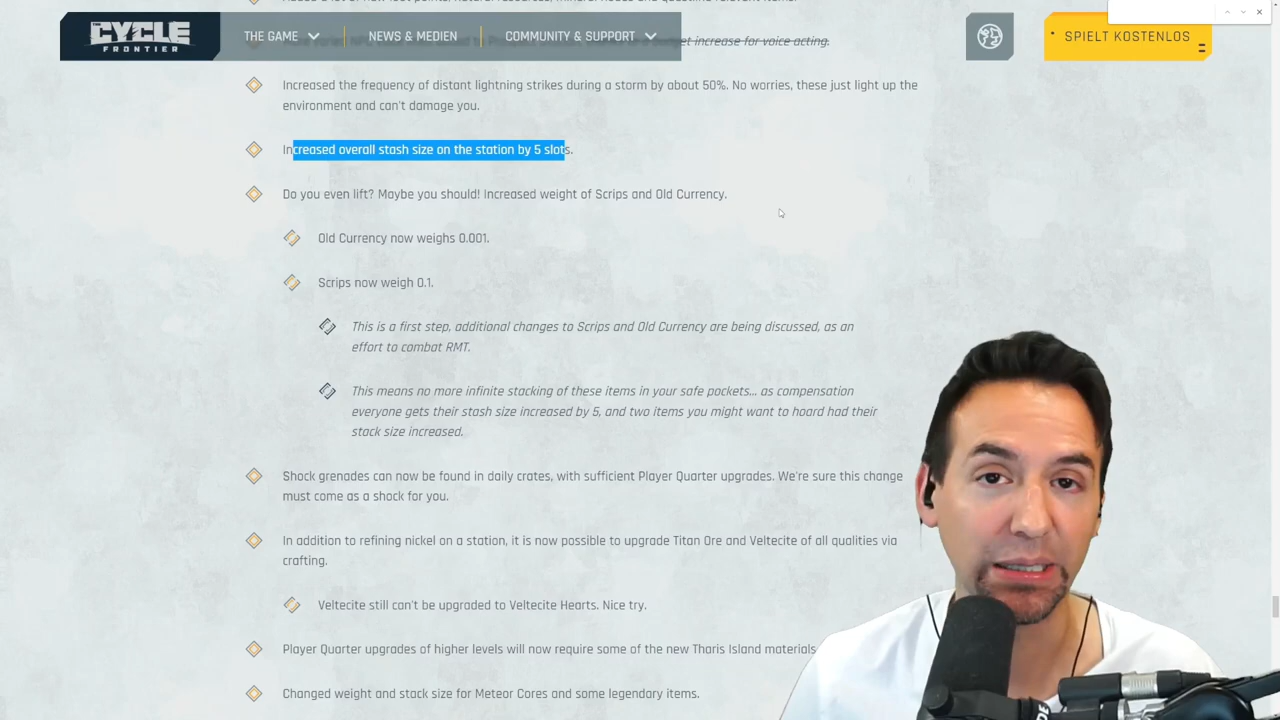 THE CYCLE
FRONTIER
THE GAME
NEWS & MEDIEN
COMMUNITY & SUPPORT
SPIELT KOSTENLOS
get increase for voice acting.
Increased the frequency of distant lightning strikes during a storm by about 50%. No worries, these just light up the
environment and can't damage you.
Increased overall stash size on the station by 5 slots.
Do you even lift? Maybe you should! Increased weight of Scrips and Old Currency.
Old Currency now weighs 0.001.
Scrips now weigh 0.1.
This is a first step, additional changes to Scrips and Old Currency are being discussed, as an
effort to combat RMT.
This means no more infinite stacking of these items in your safe pockets... as compensation
everyone gets their stash size increased by 5, and two items you might want to hoard had their
stack size increased.
Shock grenades can now be found in daily crates, with sufficient Player Quarter upgrades. We're sure this change
must come as a shock for you.
In addition to refining nickel on a station, it is now possible to upgrade Titan Ore and Veltecite of all qualities via
crafting.
Veltecite still can't be upgraded to Veltecite Hearts. Nice try.
Player Quarter upgrades of higher levels will now require some of the new Tharis Island materials
Changed weight and stack size for Meteor Cores and some legendary items.